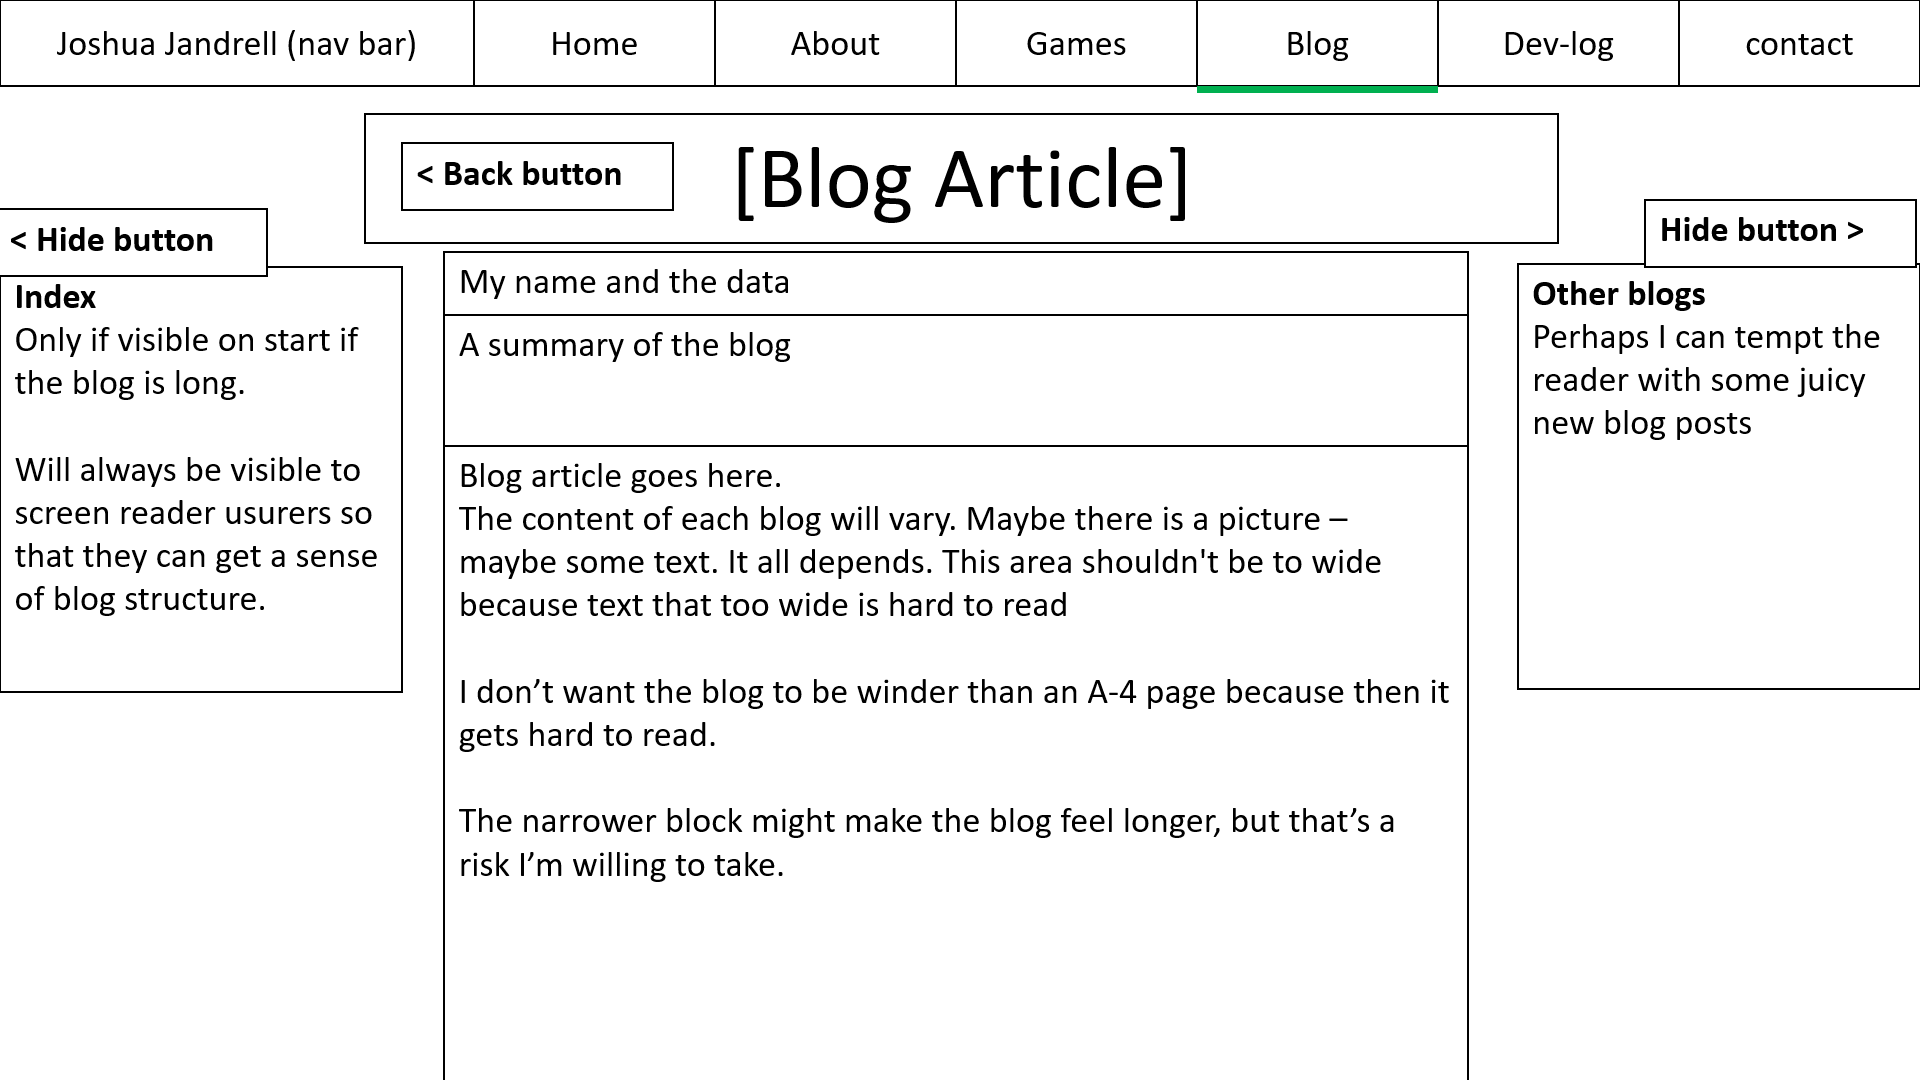 Joshua Jandrell (nav bar)
Home
About
Games
Blog
Dev-log
contact
< Back button
[Blog Article]
< Hide button
Hide button >
Index
Only if visible on start if
the blog is long.
Will always be visible to
screen reader usurers so
that they can get a sense
of blog structure.
My name and the data
A summary of the blog
Blog article goes here.
The content of each blog will vary. Maybe there is a picture –
maybe some text. It all depends. This area shouldn't be to wide
because text that too wide is hard to read
I don’t want the blog to be winder than an A-4 page because then it
gets hard to read.
The narrower block might make the blog feel longer, but that’s a
risk I’m willing to take.
Other blogs
Perhaps I can tempt the
reader with some juicy
new blog posts